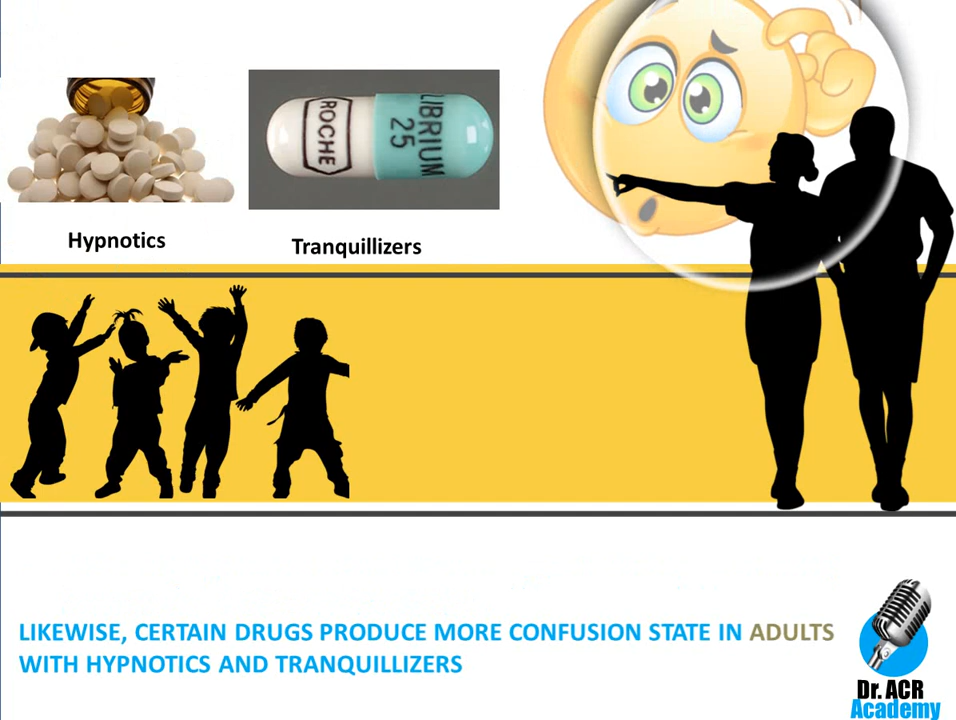 ROCHE
LIBRIUM
25
Hypnotics
Tranquillizers
LIKEWISE, CERTAIN DRUGS PRODUCE MORE CONFUSION STATE IN ADULTS
WITH HYPNOTICS AND TRANQUILLIZERS
Dr. ACR
Academy